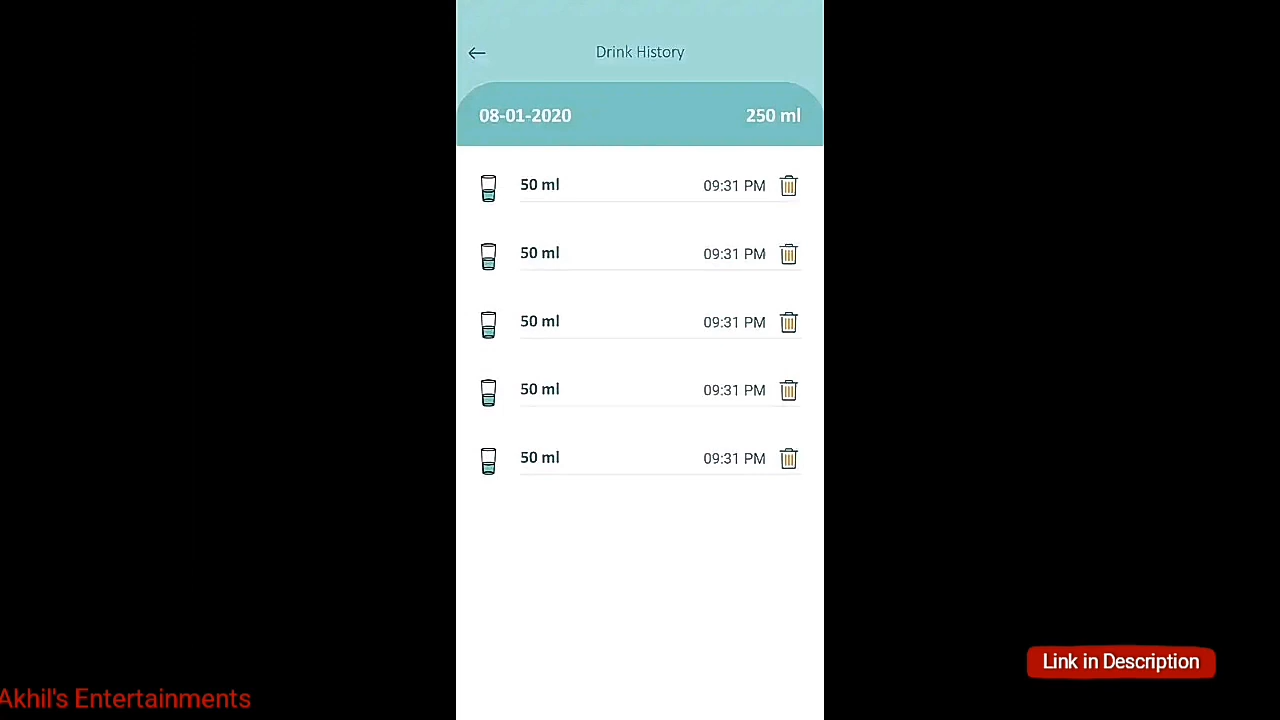 Drink History
08-01-2020 250 ml
50 ml 09:31 PM
50 ml 09:31 PM
50 ml 09:31 PM
50 ml 09:31 PM
50 ml 09:31 PM
Link in Description
Akhil's Entertainments